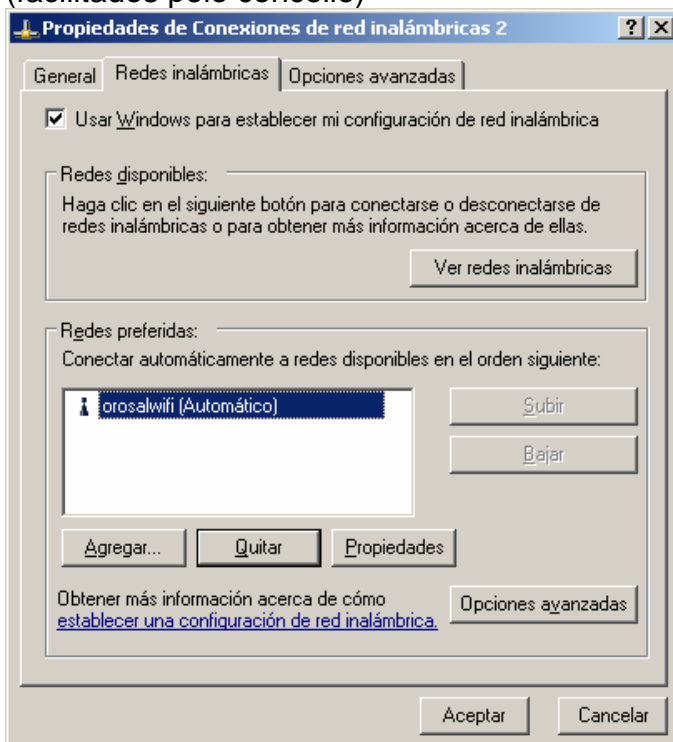 (facilitados polo concello)
Propiedades de Conexiones de red inalámbricas 2
General Redes inalámbricas Opciones avanzadas
Usar Windows para establecer mi configuración de red inalámbrica
Redes disponibles:
Haga clic en el siguiente botón para conectarse o desconectarse de
redes inalámbricas o para obtener más información acerca de ellas.
Ver redes inalámbricas
Redes preferidas:
Conectar automáticamente a redes disponibles en el orden siguiente:
orosalwifi (Automático)
Subir
Bajar
Agregar... Quitar Propiedades
Obtener más información acerca de cómo
establecer una configuración de red inalámbrica.
Opciones avanzadas
Aceptar Cancelar